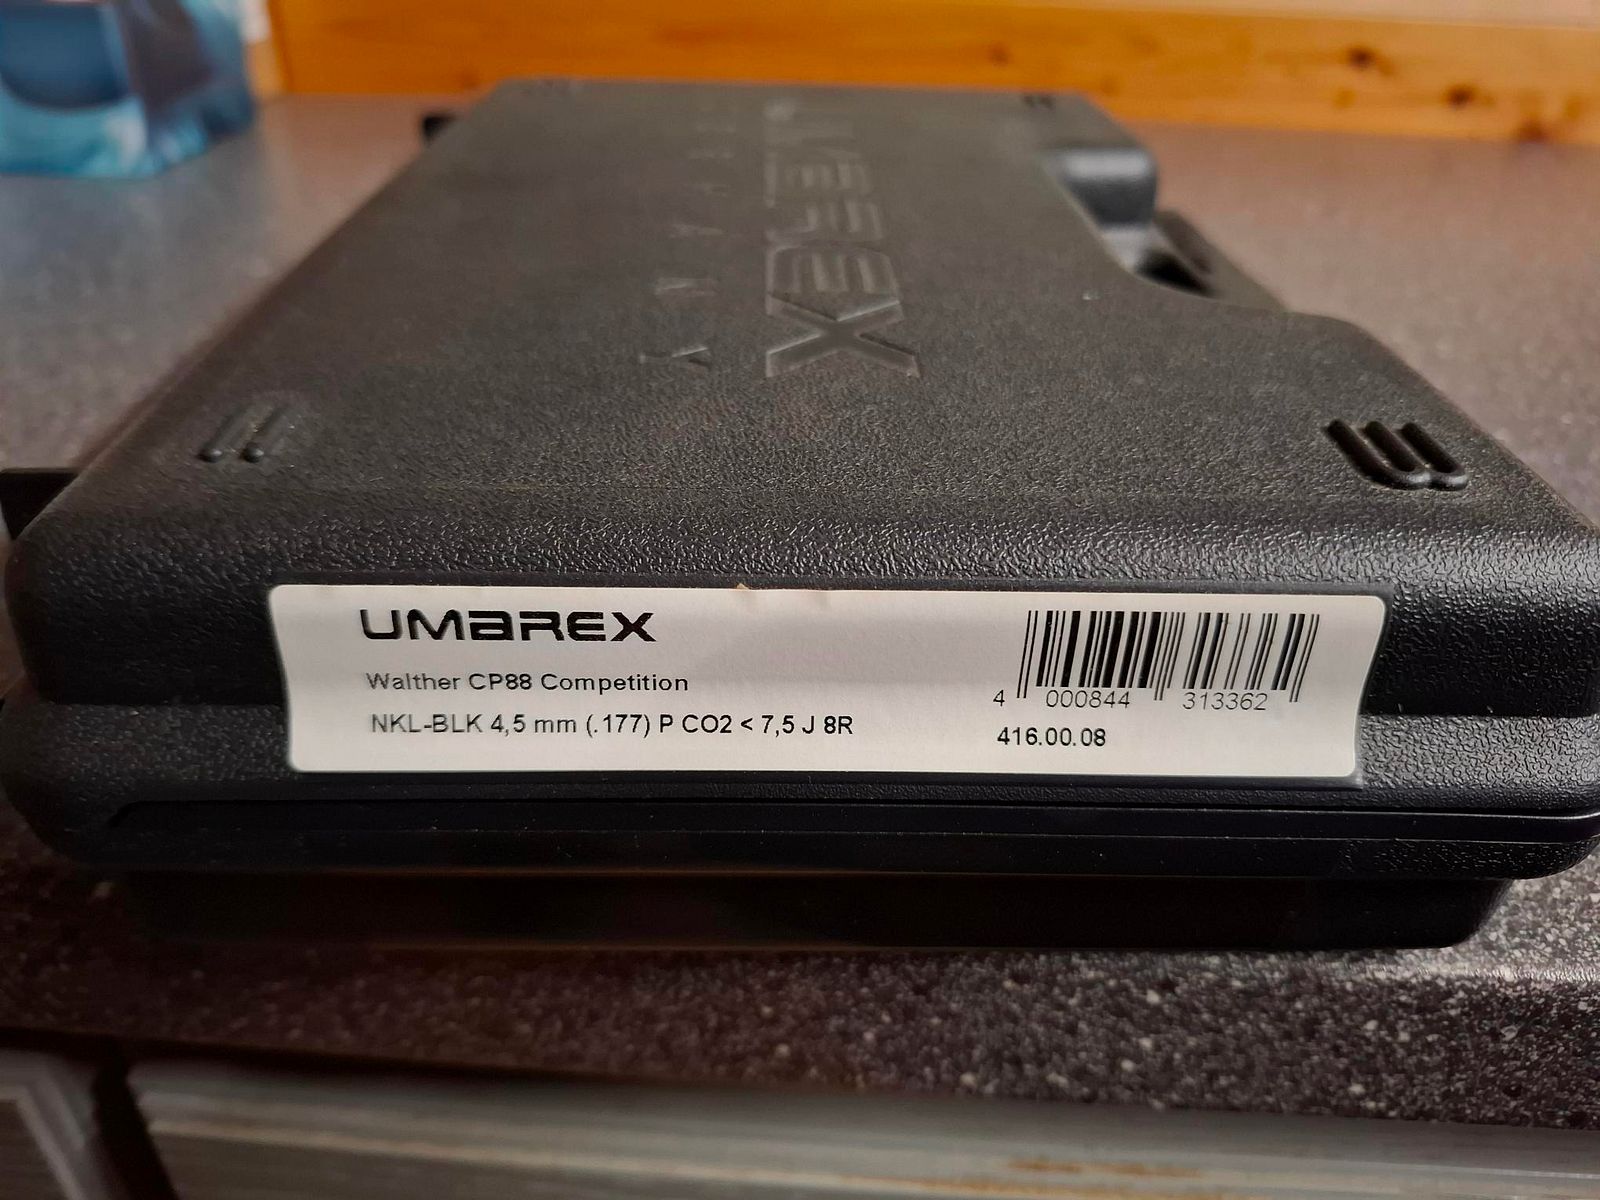 UMAREX
UMAREX
Walther CP88 Competition
NKL-BLK 4,5 mm (.177) P CO2 < 7,5 J 8R
4 000844 313362
416.00.08